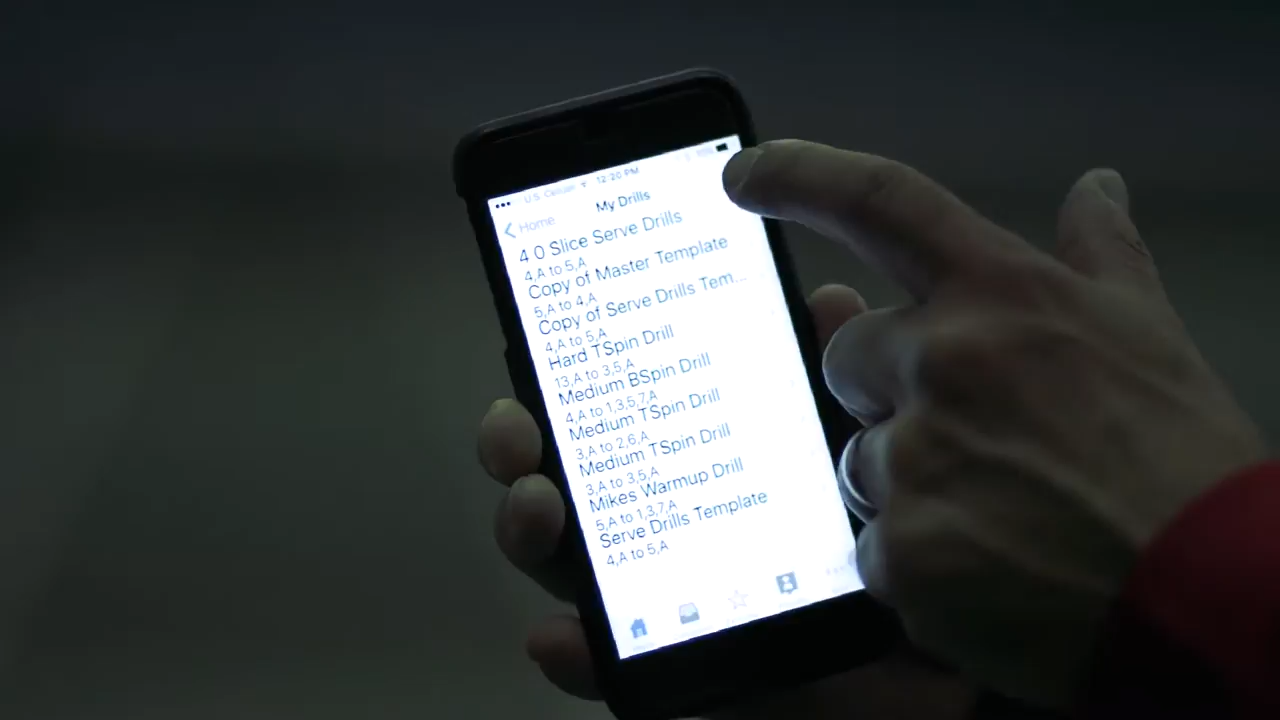 U.S. Cellular 12:20 PM
Home
My Drills
4 0 Slice Serve Drills
4,A to 5,A
Copy of Master Template
5,A to 4,A
Copy of Serve Drills Tem...
4,A to 5,A
Hard TSpin Drill
13,A to 3,5,A
Medium BSpin Drill
4,A to 1,3,5,7,A
Medium TSpin Drill
3,A to 2,6,A
Medium TSpin Drill
3,A to 3,5,A
Mikes Warmup Drill
5,A to 1,3,7,A
Serve Drills Template
4,A to 5,A